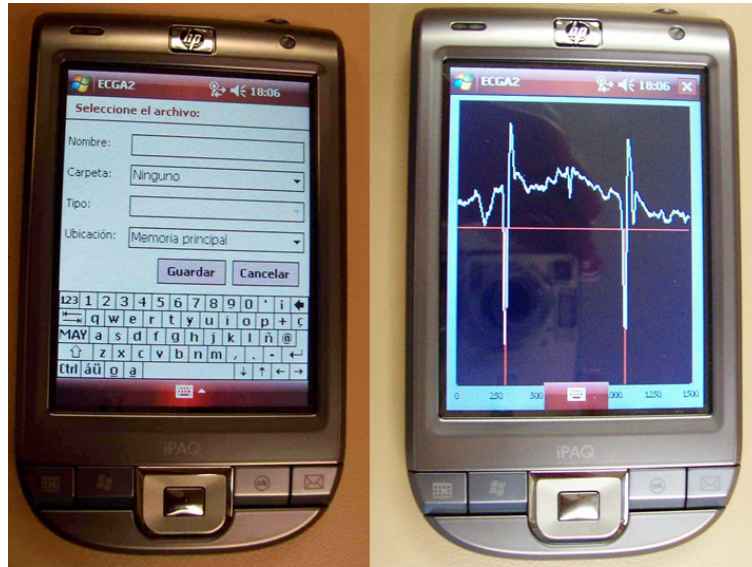 hp
ECGA2 18:06
Seleccione el archivo:
Nombre:
Carpeta: Ninguno
Tipo:
Ubicación: Memoria principal
Guardar Cancelar
123 1 2 3 4 5 6 7 8 9 0 ' ¡
q w e r t y u i o p + ç
MAY a s d f g h j k l ñ @
z x c v b n m , . -
Ctrl áü o a ↓ ↑ ← →
iPAQ
ok
hp
ECGA2 18:06
0 250 500 1000 1250 1500
iPAQ
ok